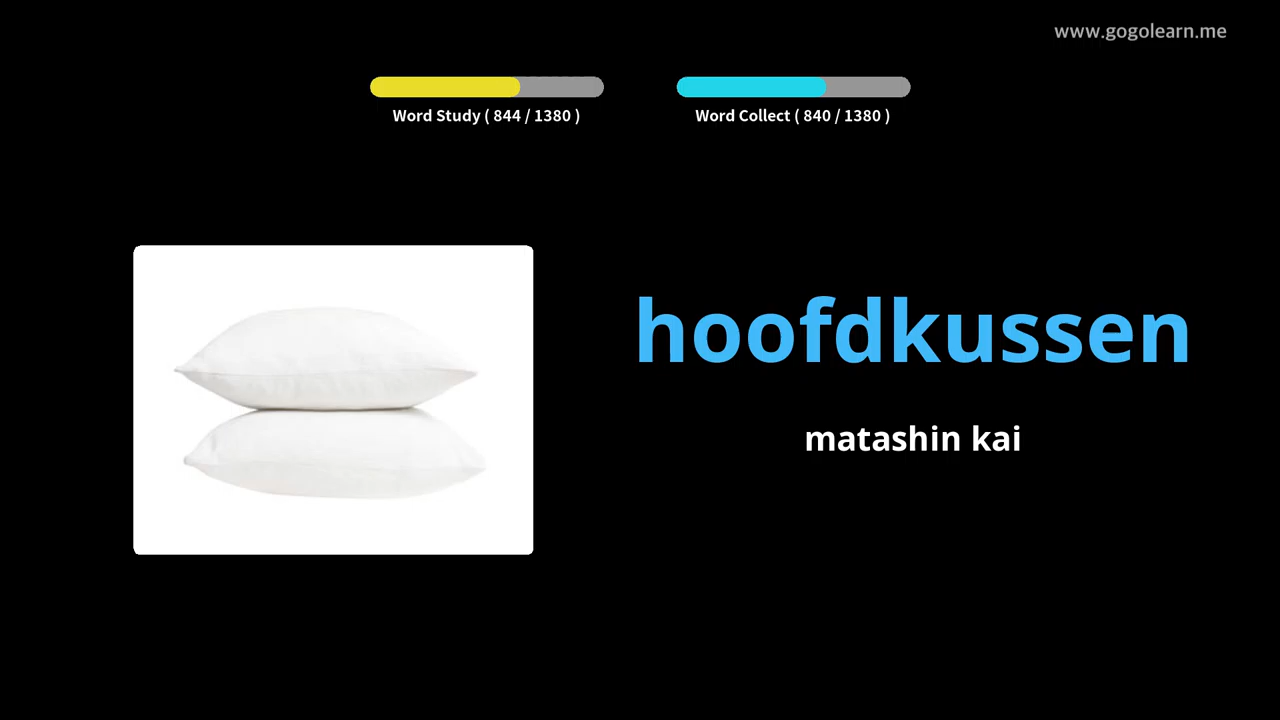 www.gogolearn.me
Word Study ( 844 / 1380 )
Word Collect ( 840 / 1380 )
hoofdkussen
matashin kai